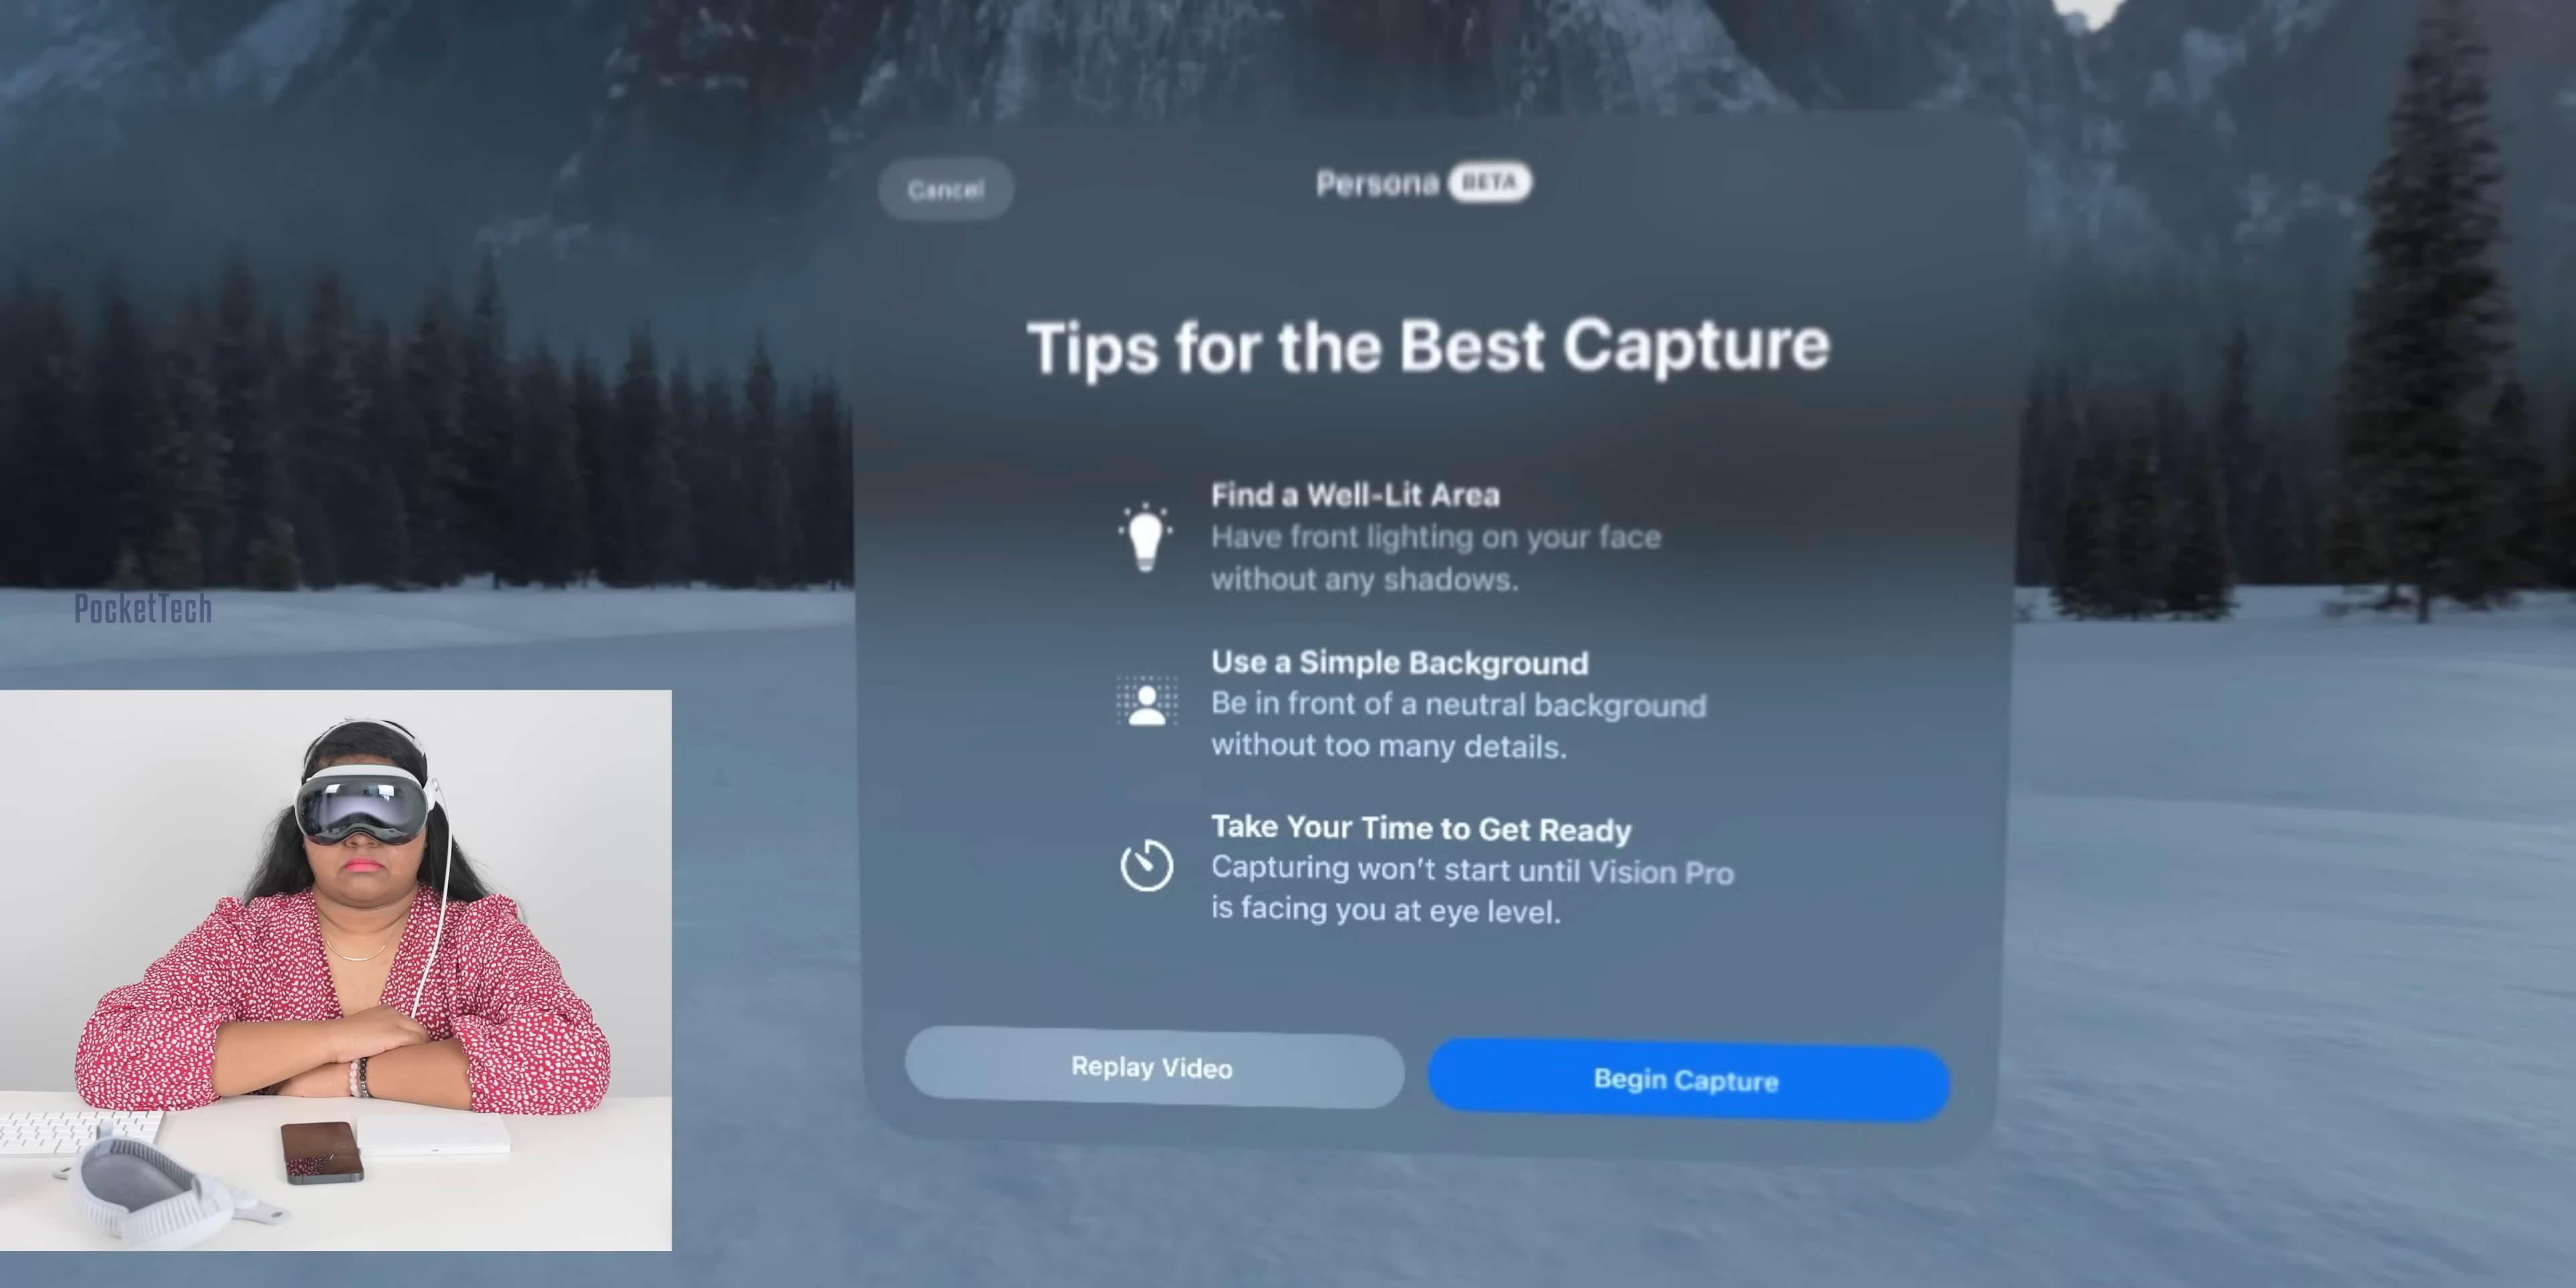 Cancel
Persona BETA
Tips for the Best Capture
Find a Well-Lit Area
Have front lighting on your face
without any shadows.
Use a Simple Background
Be in front of a neutral background
without too many details.
Take Your Time to Get Ready
Capturing won't start until Vision Pro
is facing you at eye level.
Replay Video
Begin Capture
PocketTech